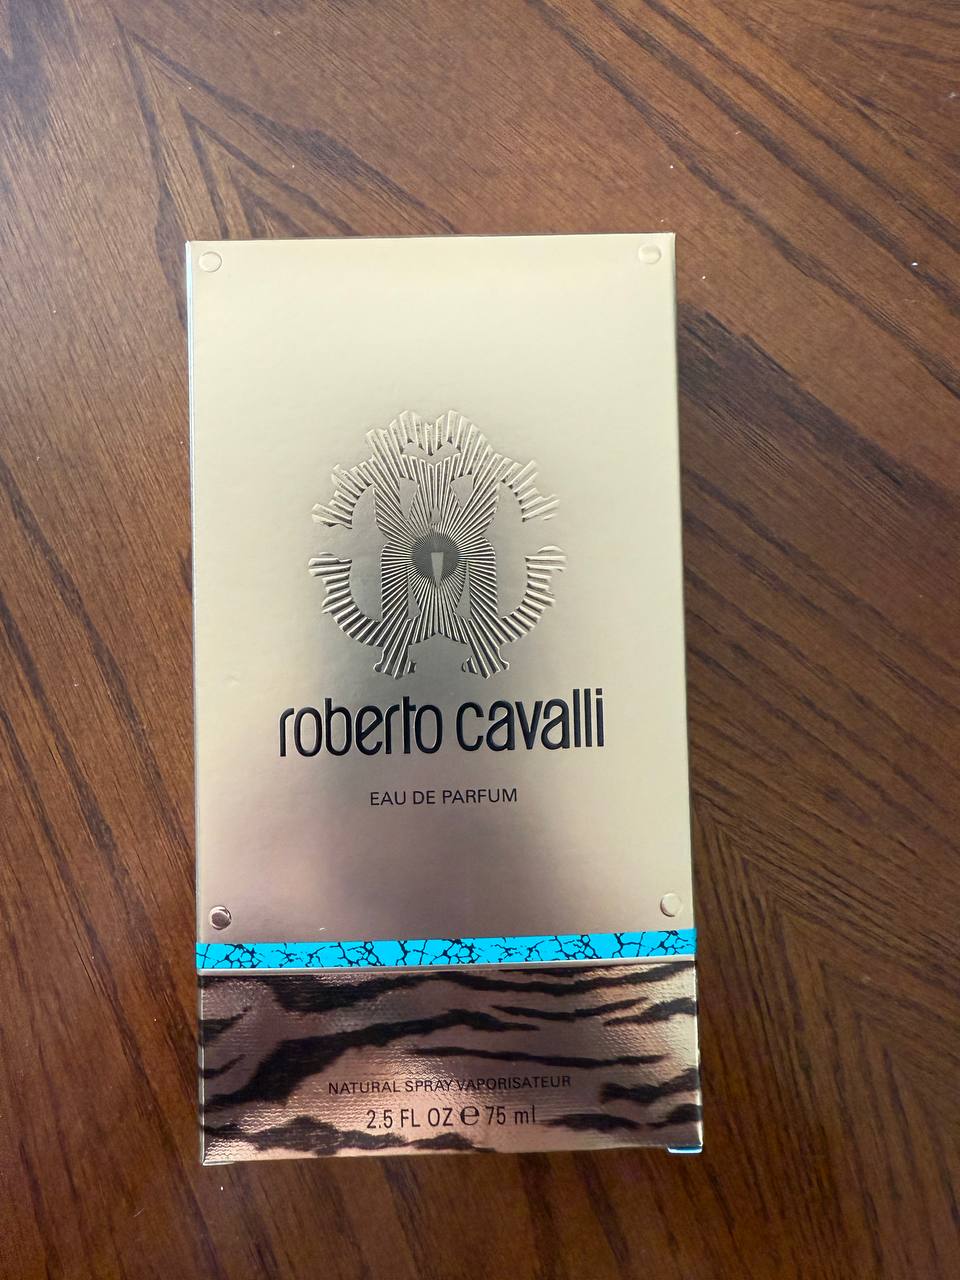 roberto cavalli
EAU DE PARFUM
NATURAL SPRAY VAPORISATEUR
2.5 FL OZ ℮ 75 ml